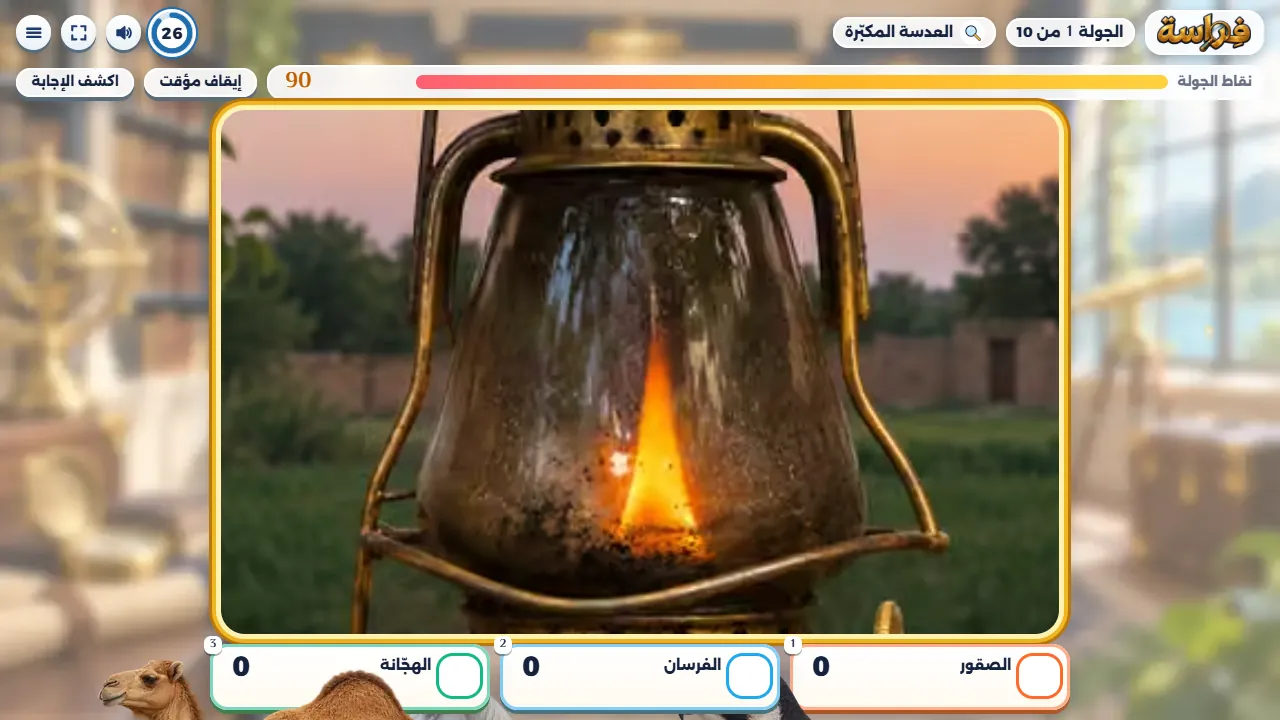 فراسة
الجولة 1 من 10
العدسة المكبّرة
26
نقاط الجولة
90
إيقاف مؤقت
اكشف الإجابة
1
الصقور
0
2
الفرسان
0
3
الهجّانة
0